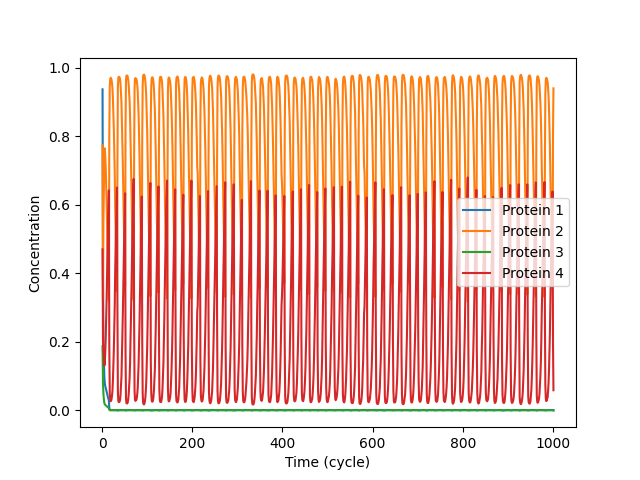 1.0
0.8
0.6
0.4
0.2
0.0
Concentration
Protein 1
Protein 2
Protein 3
Protein 4
0 200 400 600 800 1000
Time (cycle)